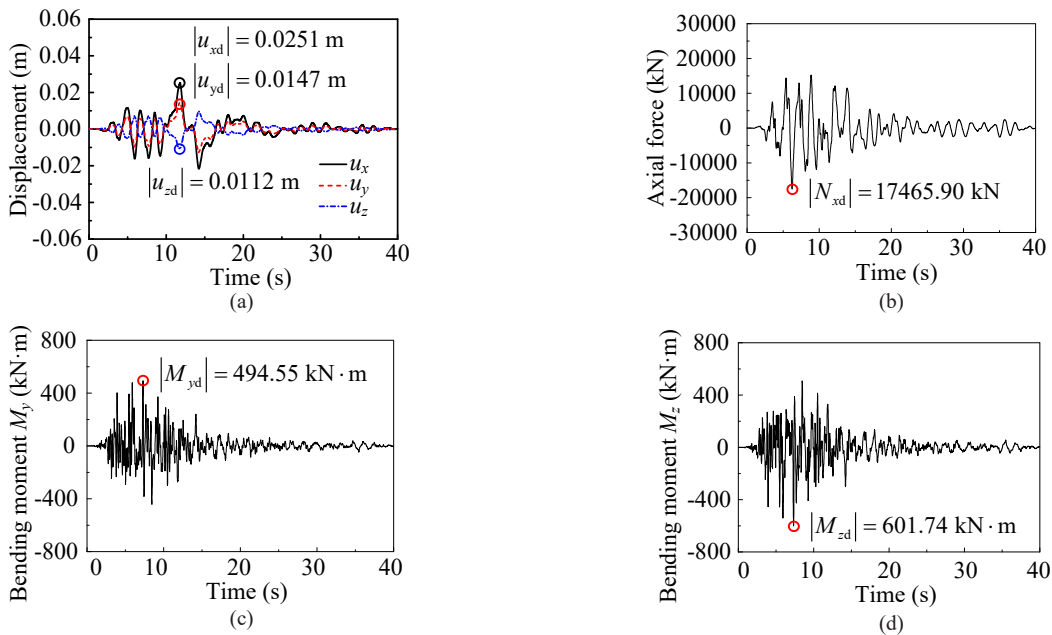 0.06
0.04
0.02
0.00
-0.02
-0.04
-0.06
Displacement (m)
|u_xd| = 0.0251 m
|u_yd| = 0.0147 m
|u_zd| = 0.0112 m
u_x
u_y
u_z
0 10 20 30 40
Time (s)
(a)
30000
20000
10000
0
-10000
-20000
-30000
Axial force (kN)
|N_xd| = 17465.90 kN
0 10 20 30 40
Time (s)
(b)
800
400
0
-400
-800
Bending moment M_y (kN·m)
|M_yd| = 494.55 kN · m
0 10 20 30 40
Time (s)
(c)
800
400
0
-400
-800
Bending moment M_z (kN·m)
|M_zd| = 601.74 kN · m
0 10 20 30 40
Time (s)
(d)